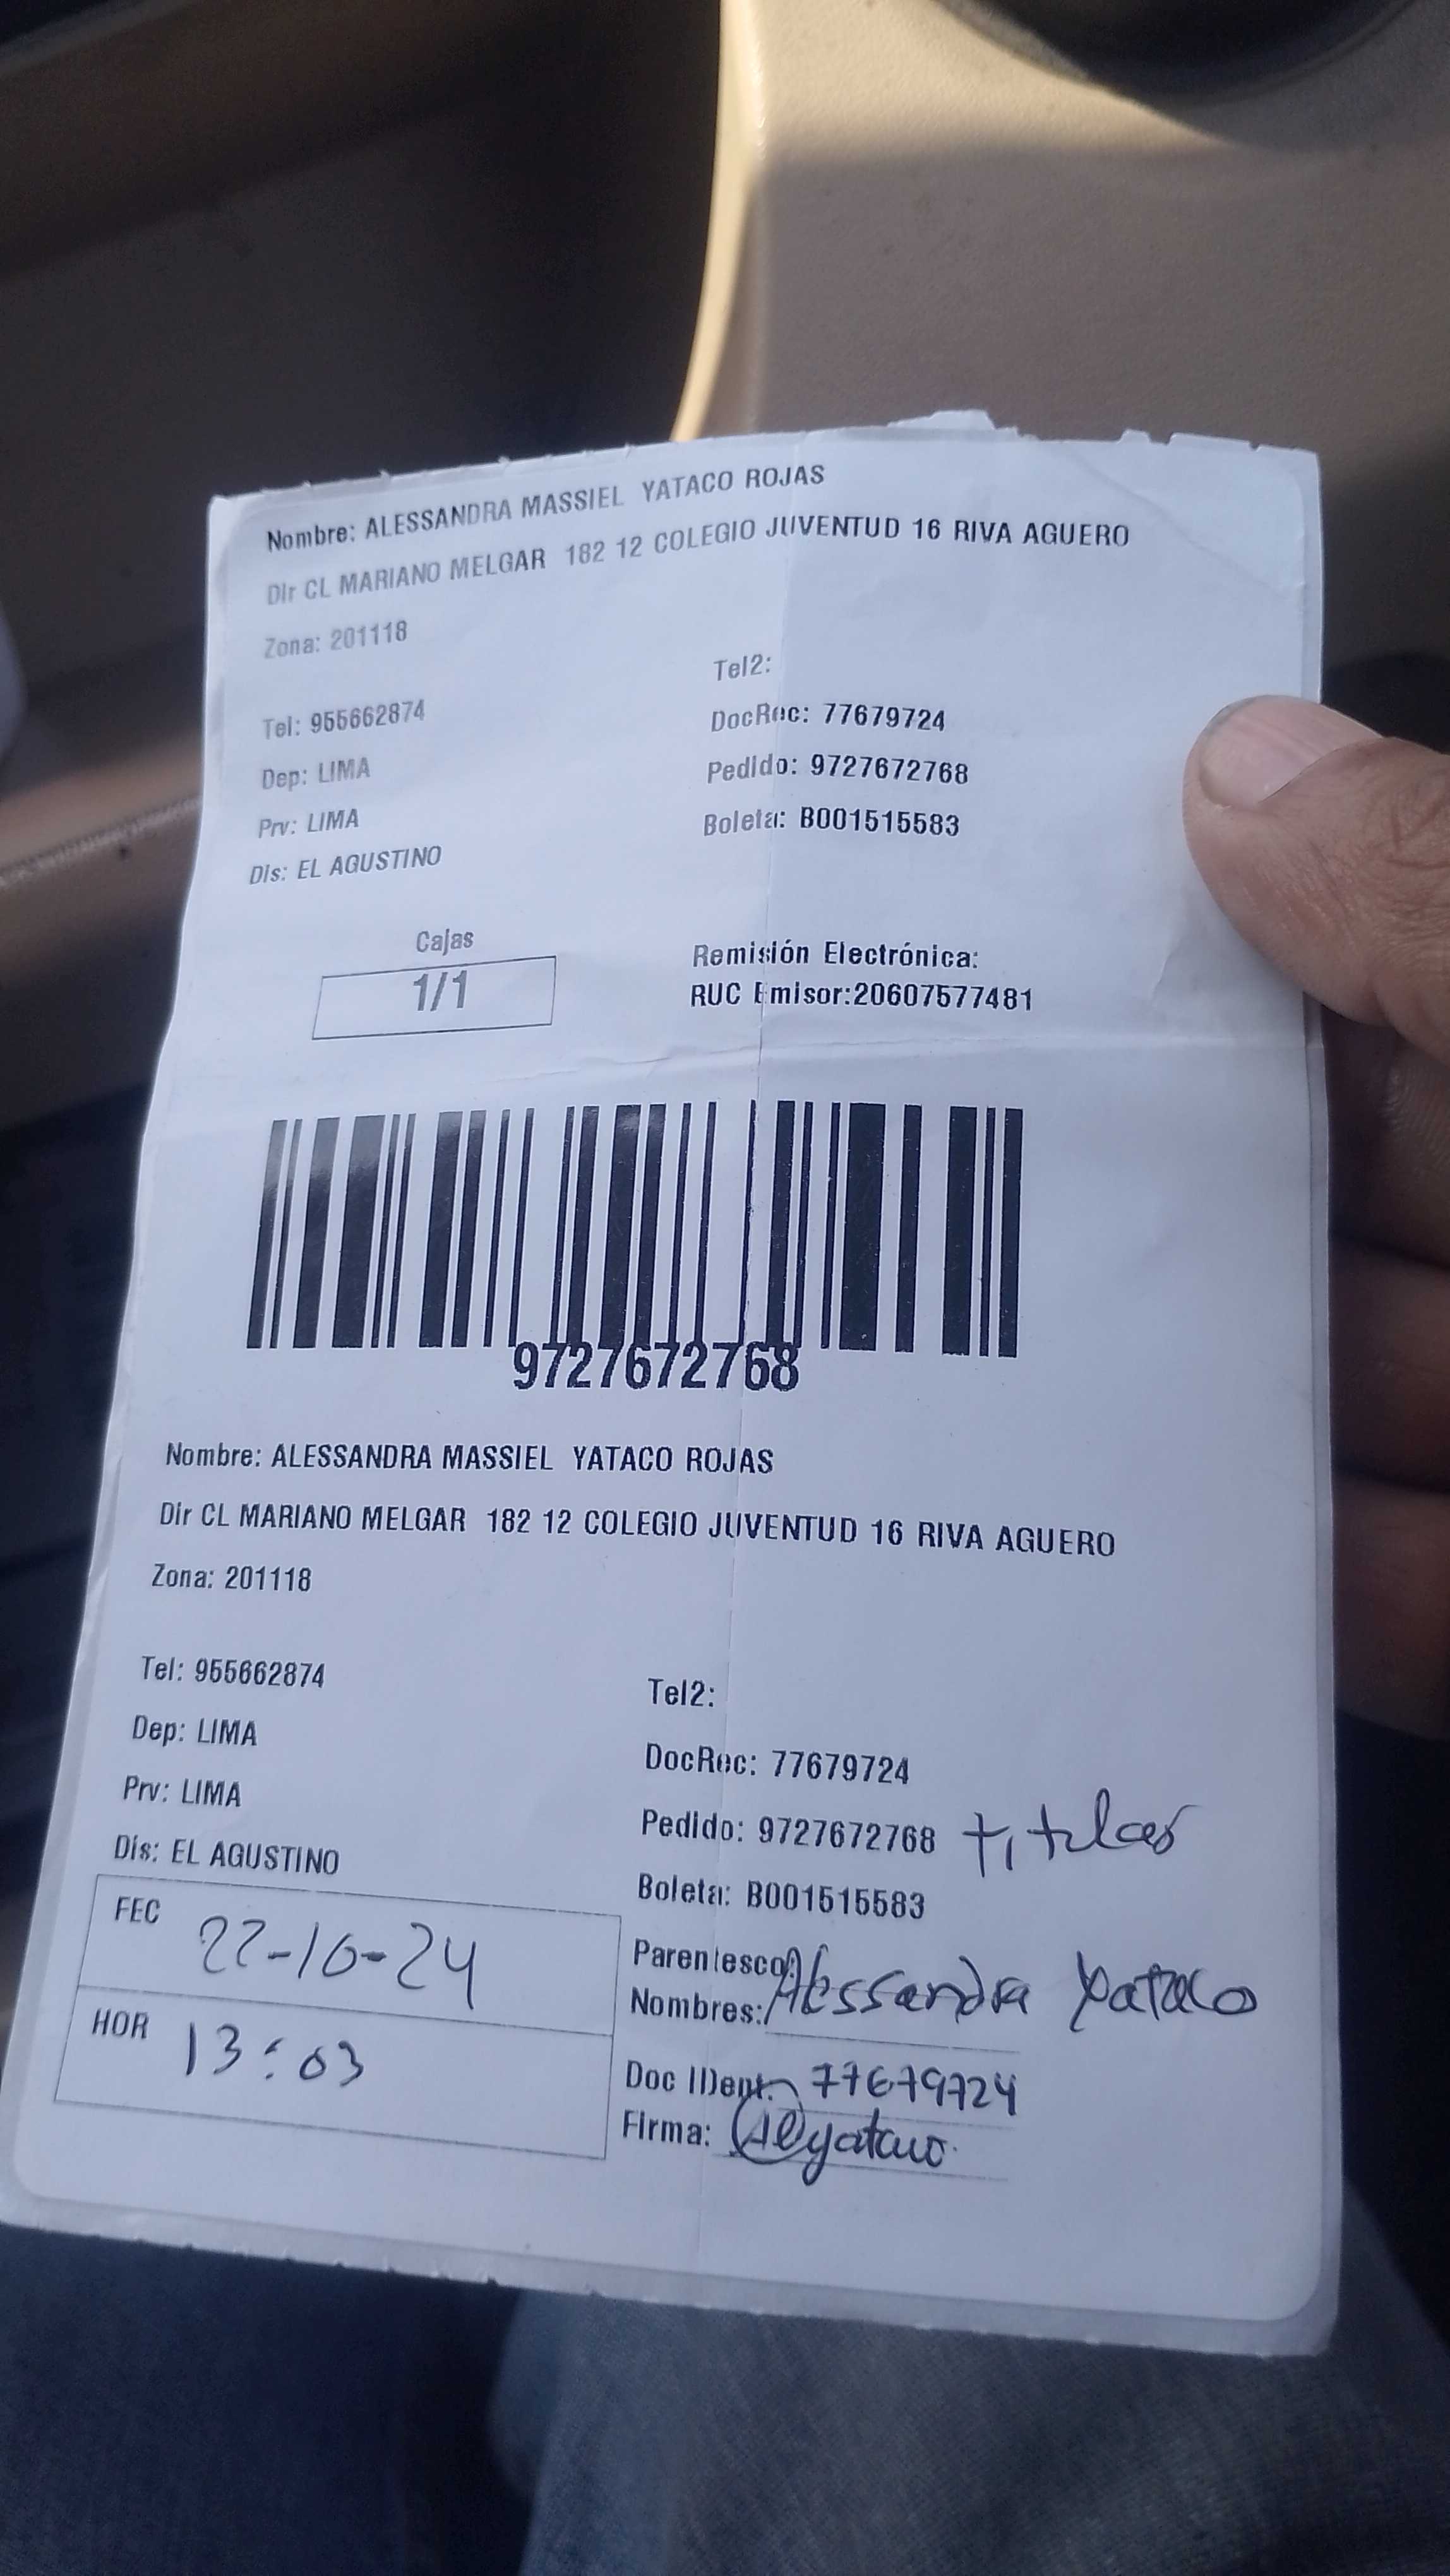 Nombre: ALESSANDRA MASSIEL YATACO ROJAS
Dir CL MARIANO MELGAR 182 12 COLEGIO JUVENTUD 16 RIVA AGUERO
Zona: 201118
Tel2:
Tel: 955662874
DocRec: 77679724
Dep: LIMA
Pedido: 9727672768
Prv: LIMA
Boleta: B001515583
Dis: EL AGUSTINO
Cajas
1/1
Remisión Electrónica:
RUC Emisor:20607577481
9727672768
Nombre: ALESSANDRA MASSIEL YATACO ROJAS
Dir CL MARIANO MELGAR 182 12 COLEGIO JUVENTUD 16 RIVA AGUERO
Zona: 201118
Tel: 955662874
Tel2:
Dep: LIMA
DocRec: 77679724
Prv: LIMA
Pedido: 9727672768 titular
Dis: EL AGUSTINO
Boleta: B001515583
FEC 22-10-24
Parentesco:
Nombres: Alessandra Yataco
HOR 13:03
Doc IDent: 77679724
Firma: Alyataco